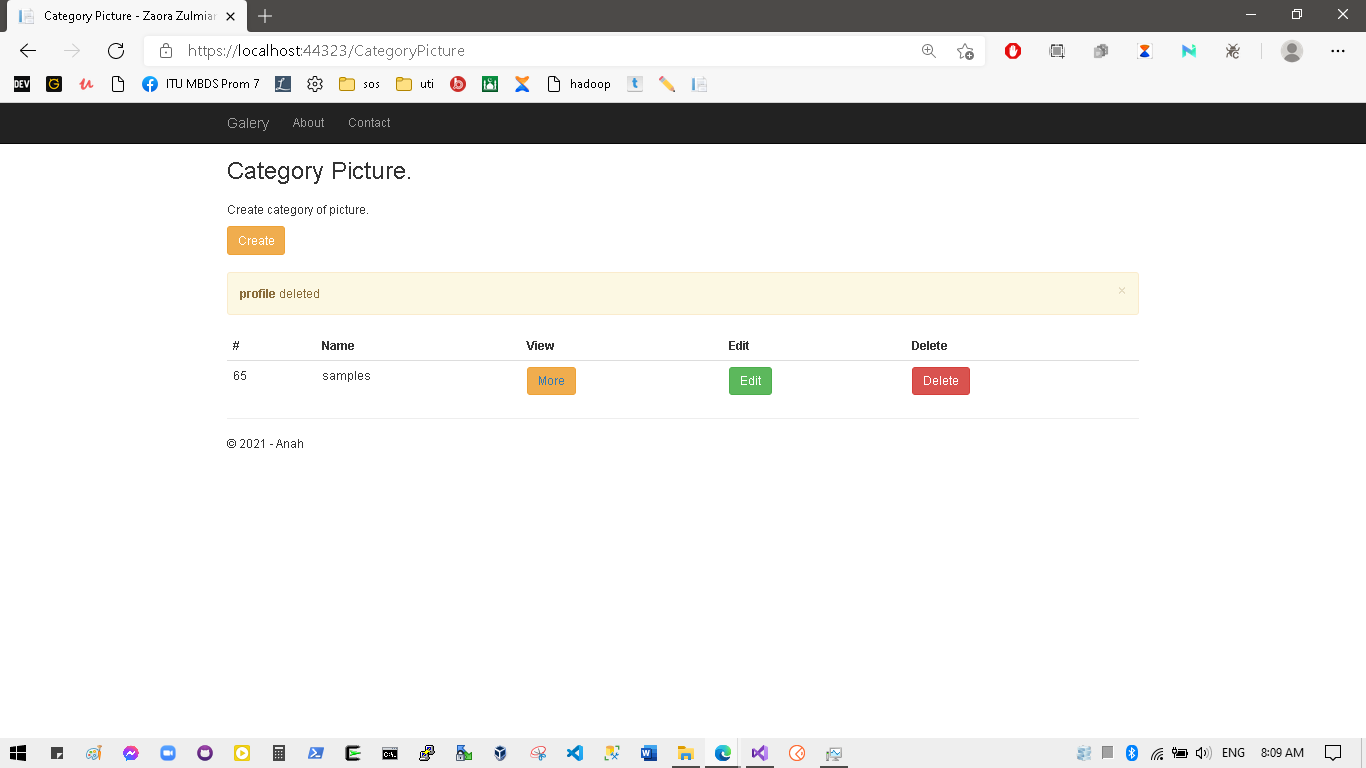 Category Picture - Zaora Zulmiar
https://localhost:44323/CategoryPicture
DEV G ITU MBDS Prom 7 sos uti b hadoop t
Galery About Contact
Category Picture.
Create category of picture.
Create
profile deleted ×
# Name View Edit Delete
65 samples More Edit Delete
© 2021 - Anah
ENG 8:09 AM